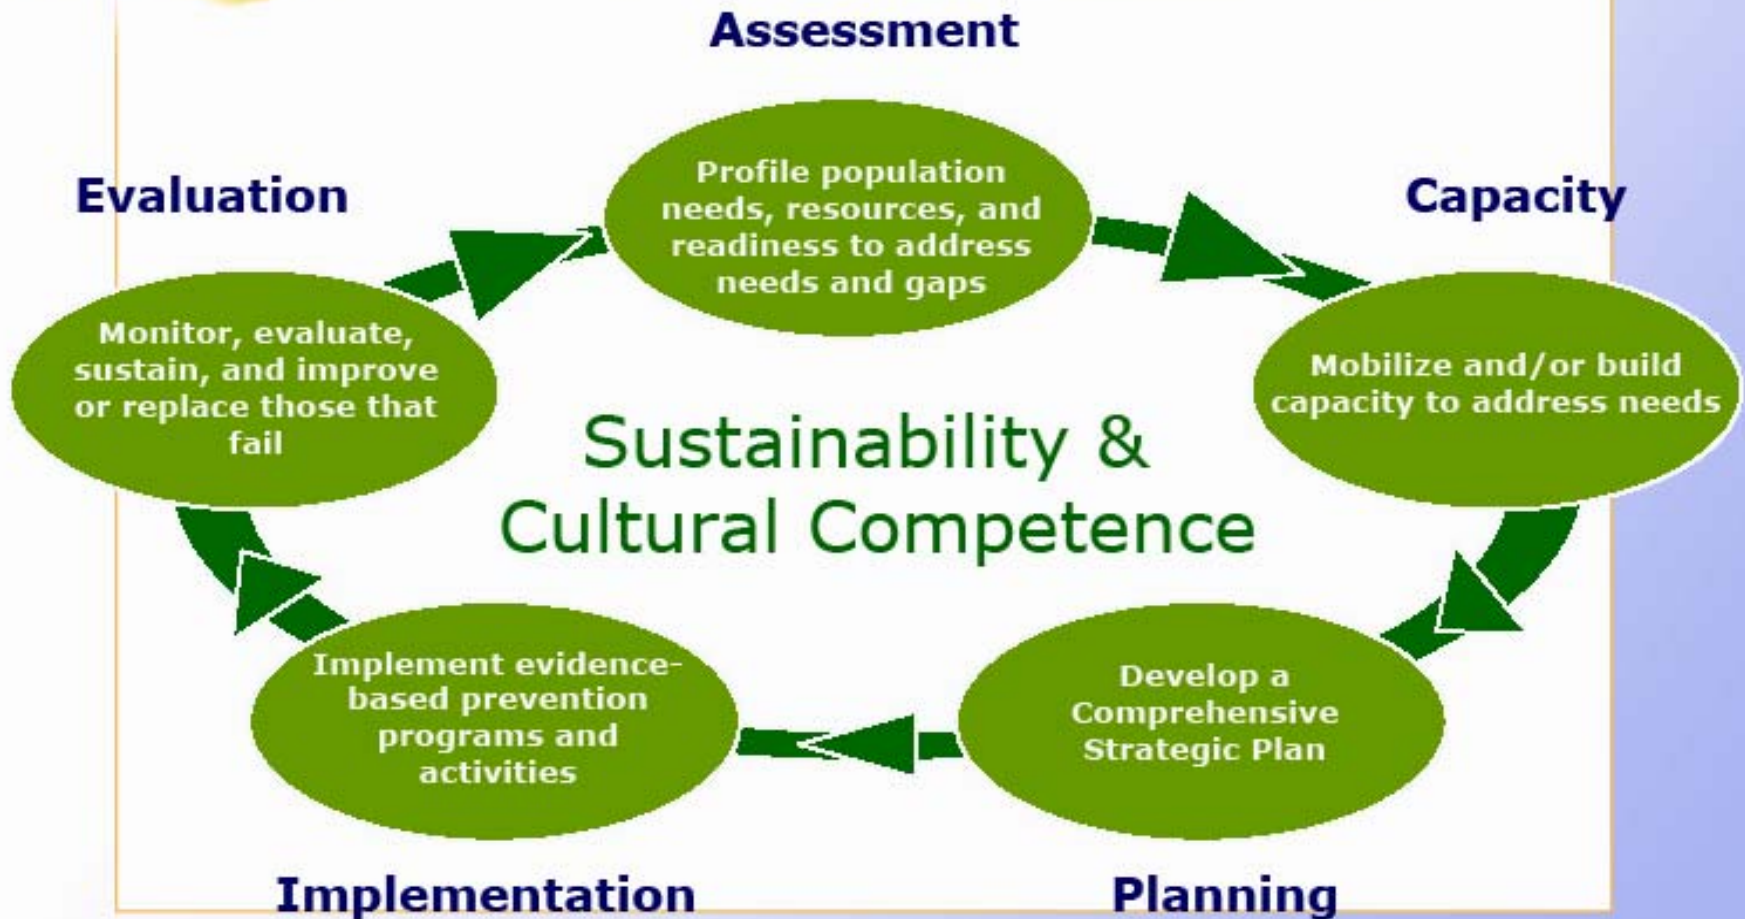 Assessment
Profile population
needs, resources, and
readiness to address
needs and gaps
Capacity
Mobilize and/or build
capacity to address needs
Planning
Develop a
Comprehensive
Strategic Plan
Implementation
Implement evidence-
based prevention
programs and
activities
Evaluation
Monitor, evaluate,
sustain, and improve
or replace those that
fail
Sustainability &
Cultural Competence